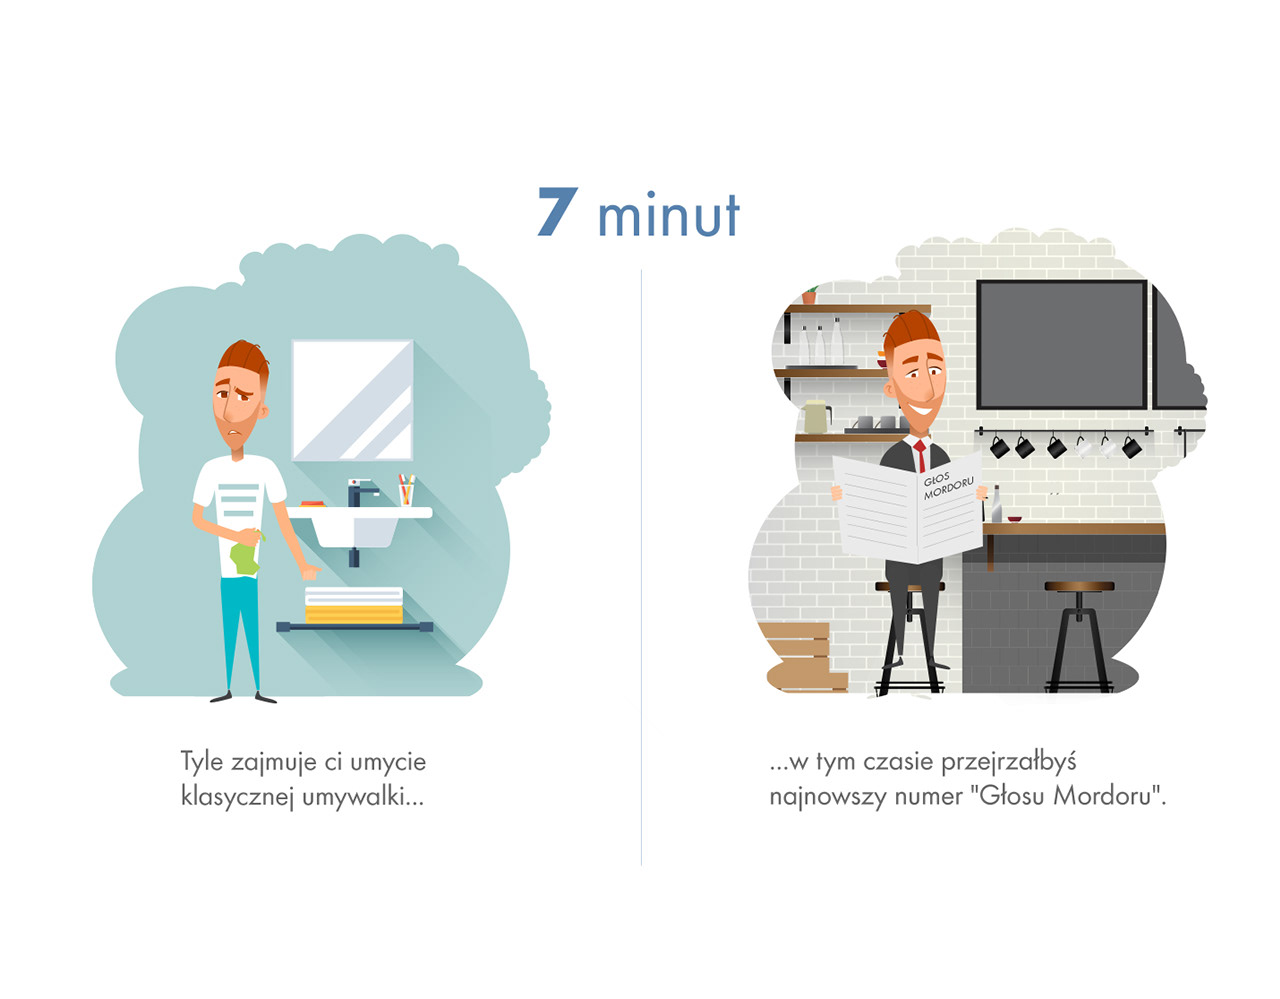 7 minut
GŁOS
MORDORU
Tyle zajmuje ci umycie
klasycznej umywalki...
...w tym czasie przejrzałbyś
najnowszy numer "Głosu Mordoru".